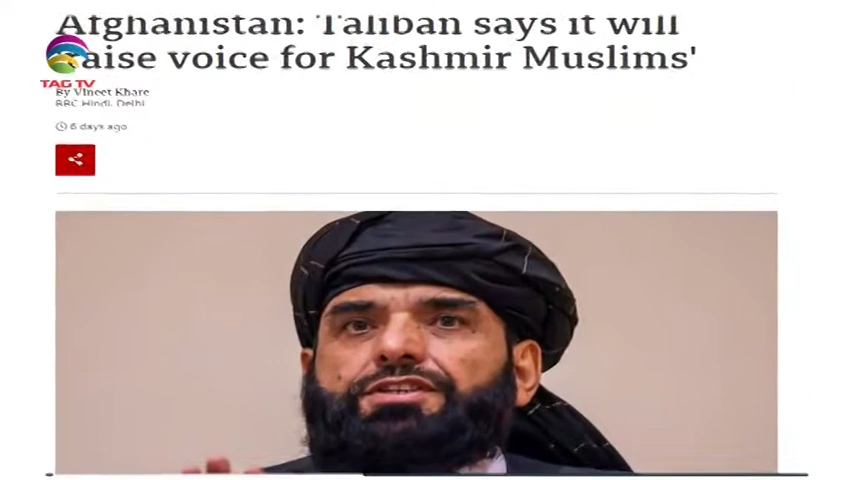 Afghanistan: 'Taliban says it will
raise voice for Kashmir Muslims'
TAG TV
By Vineet Khare
BBC Hindi, Delhi
6 days ago